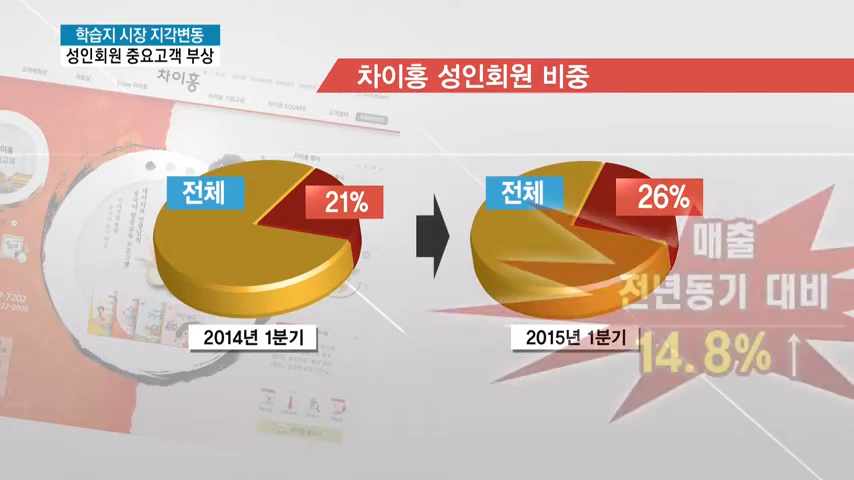 학습지 시장 지각변동
성인회원 중요고객 부상
차이홍 성인회원 비중
차이홍
전체
21%
전체
26%
매출
전년동기 대비
14.8%↑
2014년 1분기
2015년 1분기